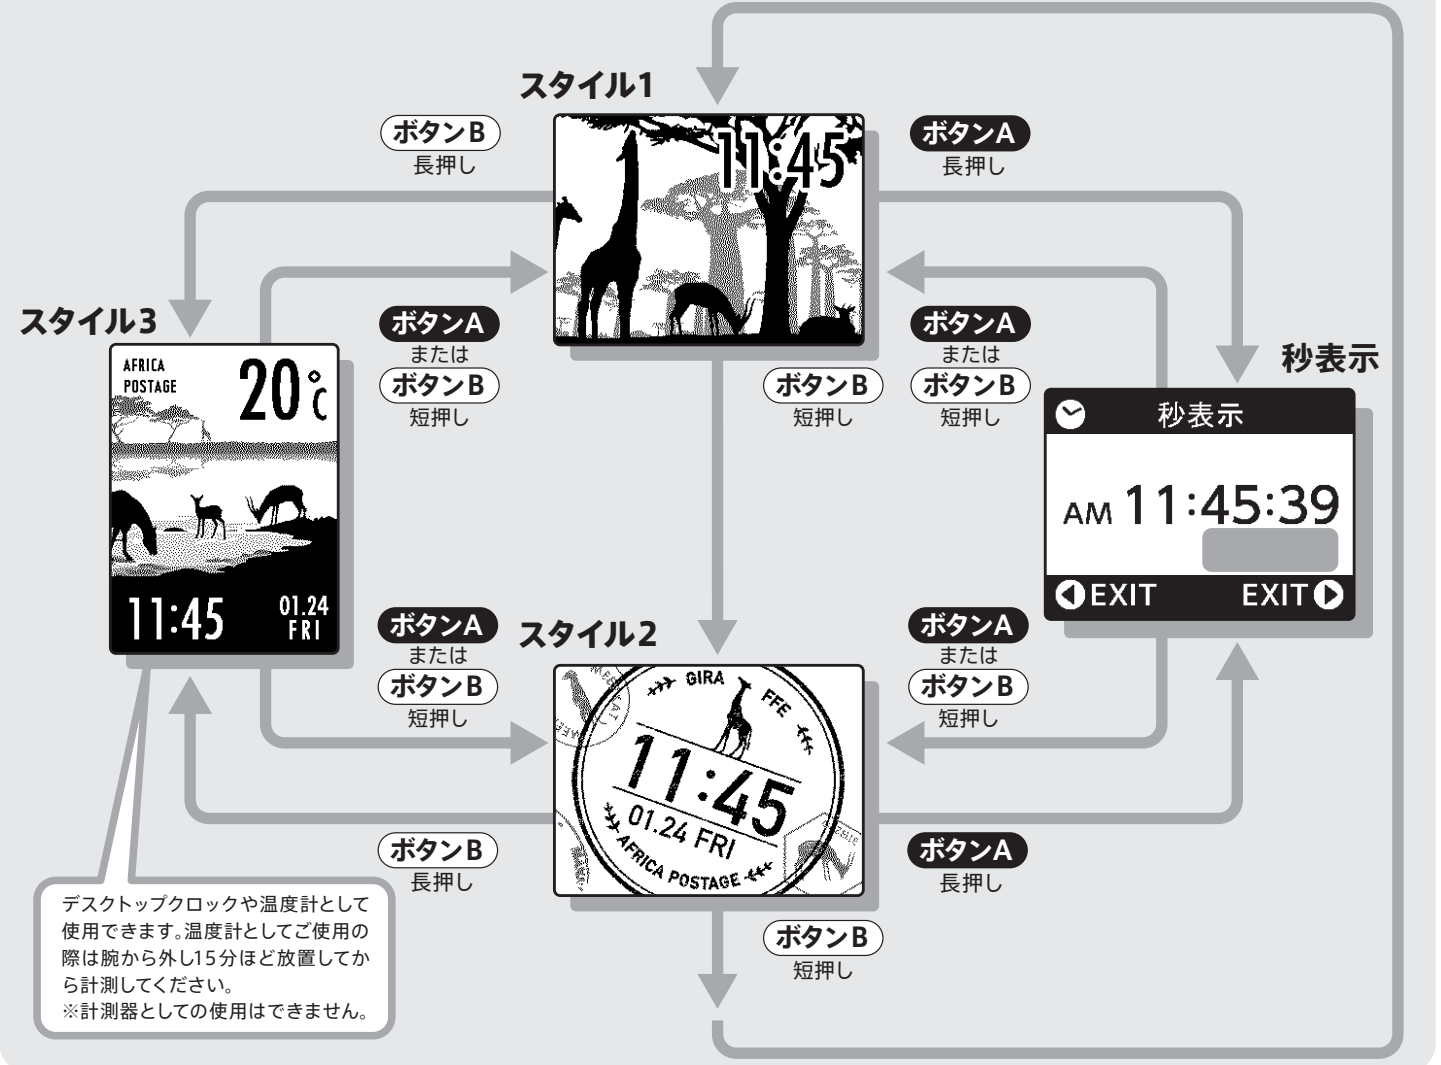 スタイル1
ボタンB
長押し
11:45
ボタンA
長押し
スタイル3
ボタンA
または
ボタンB
短押し
ボタンB
短押し
ボタンA
または
ボタンB
短押し
秒表示
AFRICA
POSTAGE
20℃
11:45
01.24
FRI
秒表示
AM 11:45:39
EXIT
EXIT
ボタンA
または
ボタンB
短押し
スタイル2
GIRA
FFE
11:45
01.24 FRI
AFRICA POSTAGE
ボタンA
または
ボタンB
短押し
ボタンB
長押し
ボタンA
長押し
ボタンB
短押し
デスクトップクロックや温度計として
使用できます。温度計としてご使用の
際は腕から外し15分ほど放置してか
ら計測してください。
※計測器としての使用はできません。